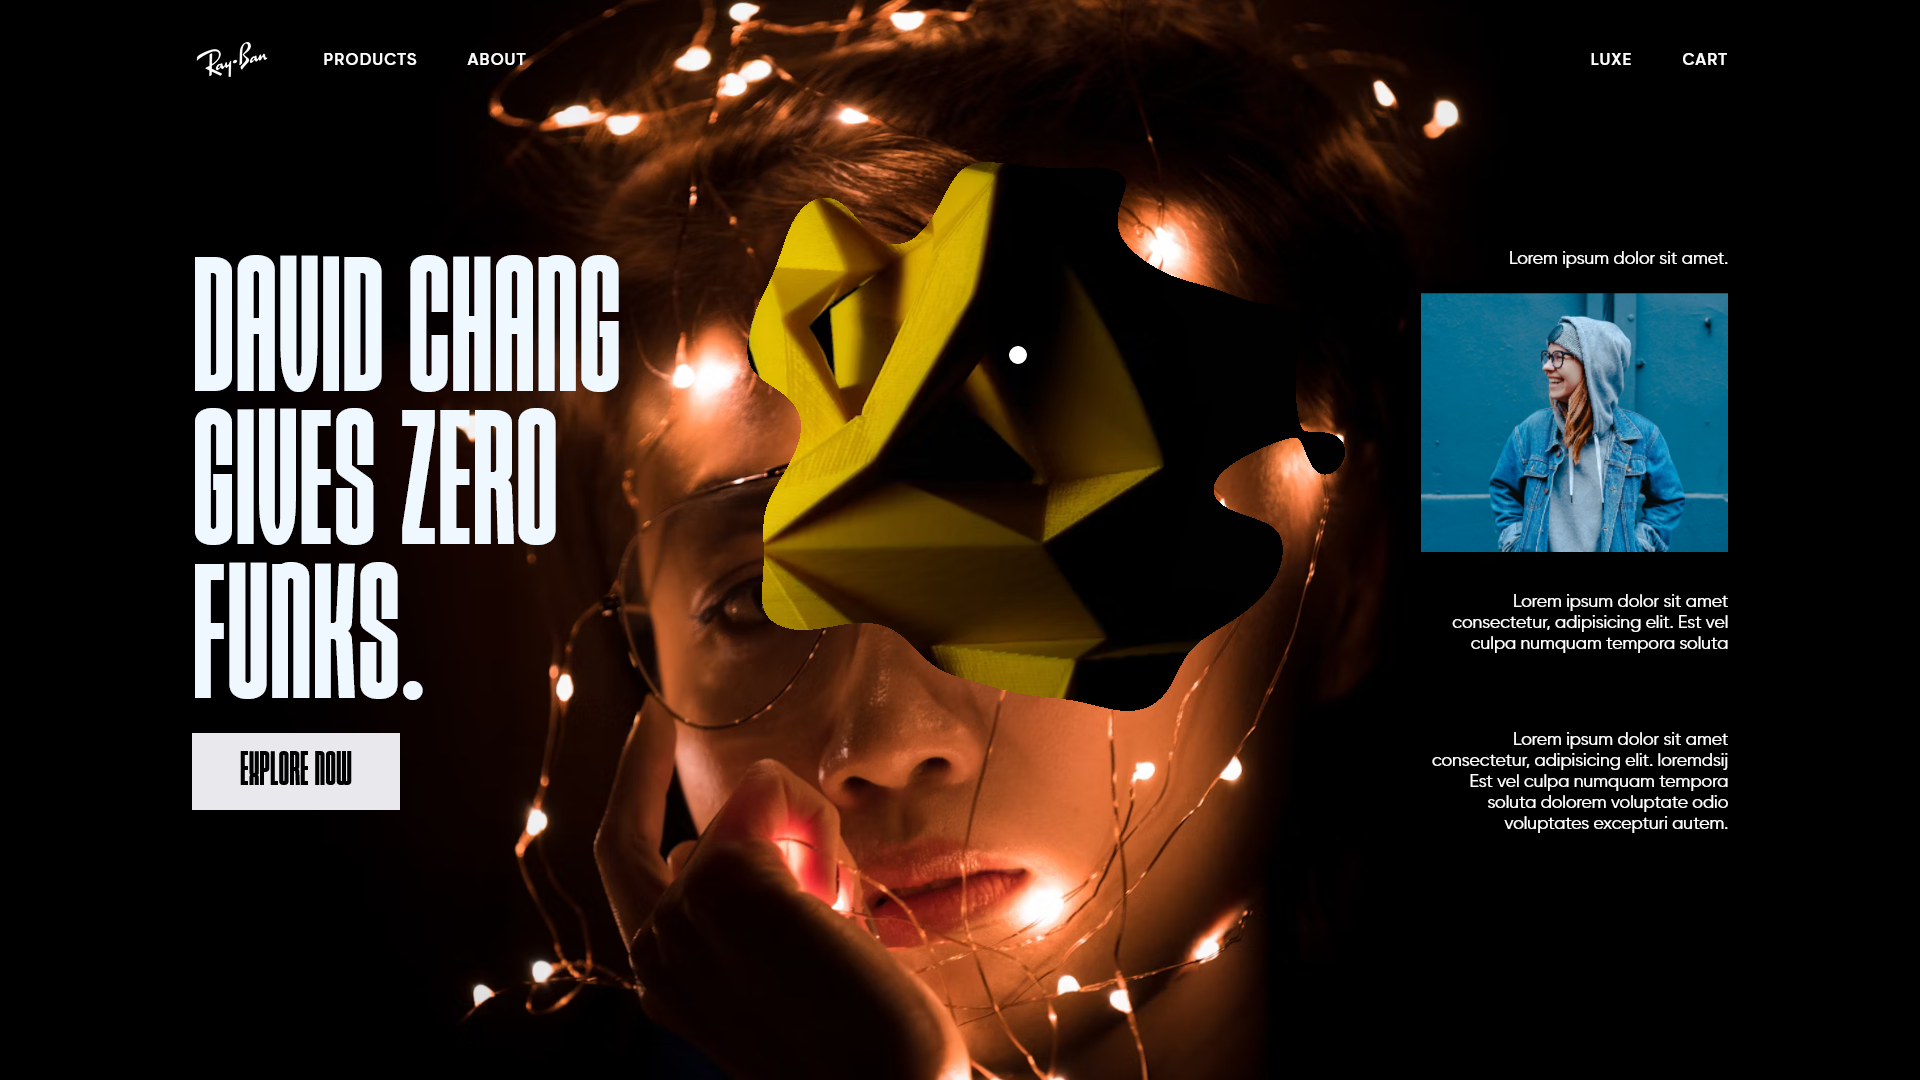 Ray-Ban
PRODUCTS
ABOUT
LUXE
CART
DAVID CHANG
GIVES ZERO
FUNKS.
EXPLORE NOW
Lorem ipsum dolor sit amet.
Lorem ipsum dolor sit amet
consectetur, adipisicing elit. Est vel
culpa numquam tempora soluta
Lorem ipsum dolor sit amet
consectetur, adipisicing elit. loremdsij
Est vel culpa numquam tempora
soluta dolorem voluptate odio
voluptates excepturi autem.